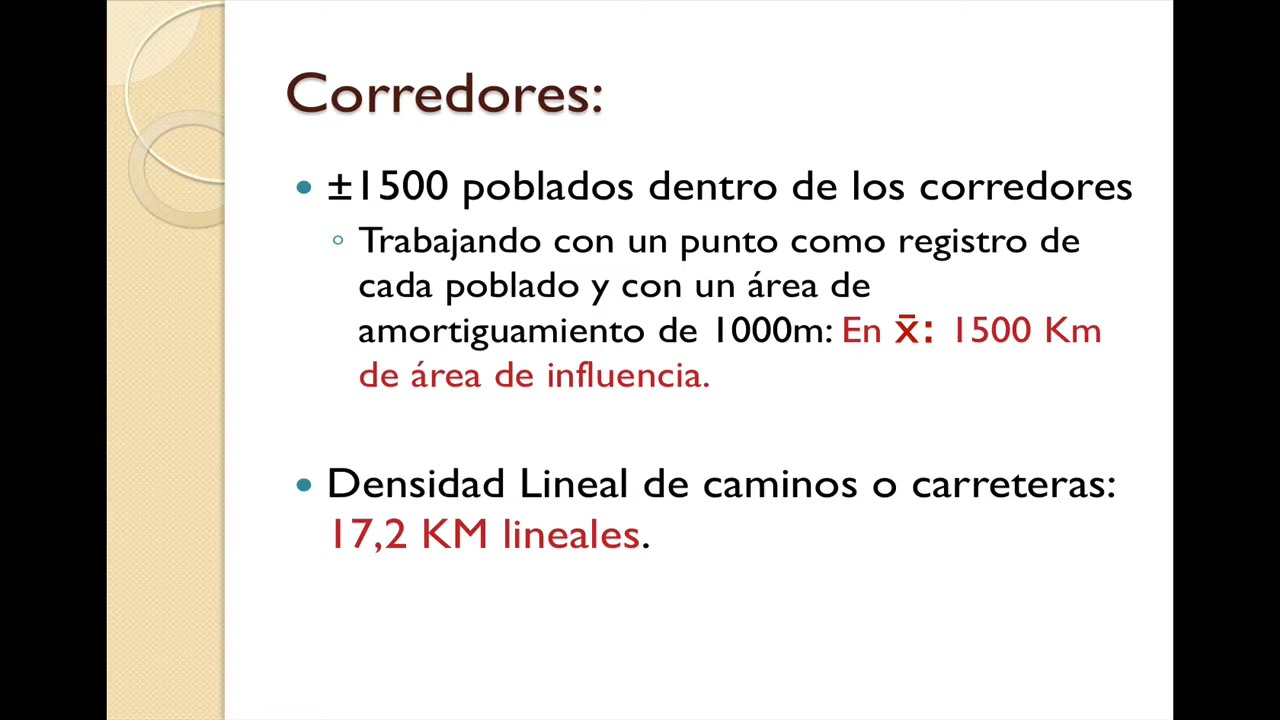 Corredores:
±1500 poblados dentro de los corredores
Trabajando con un punto como registro de
cada poblado y con un área de
amortiguamiento de 1000m: En x̄: 1500 Km
de área de influencia.
Densidad Lineal de caminos o carreteras:
17,2 KM lineales.